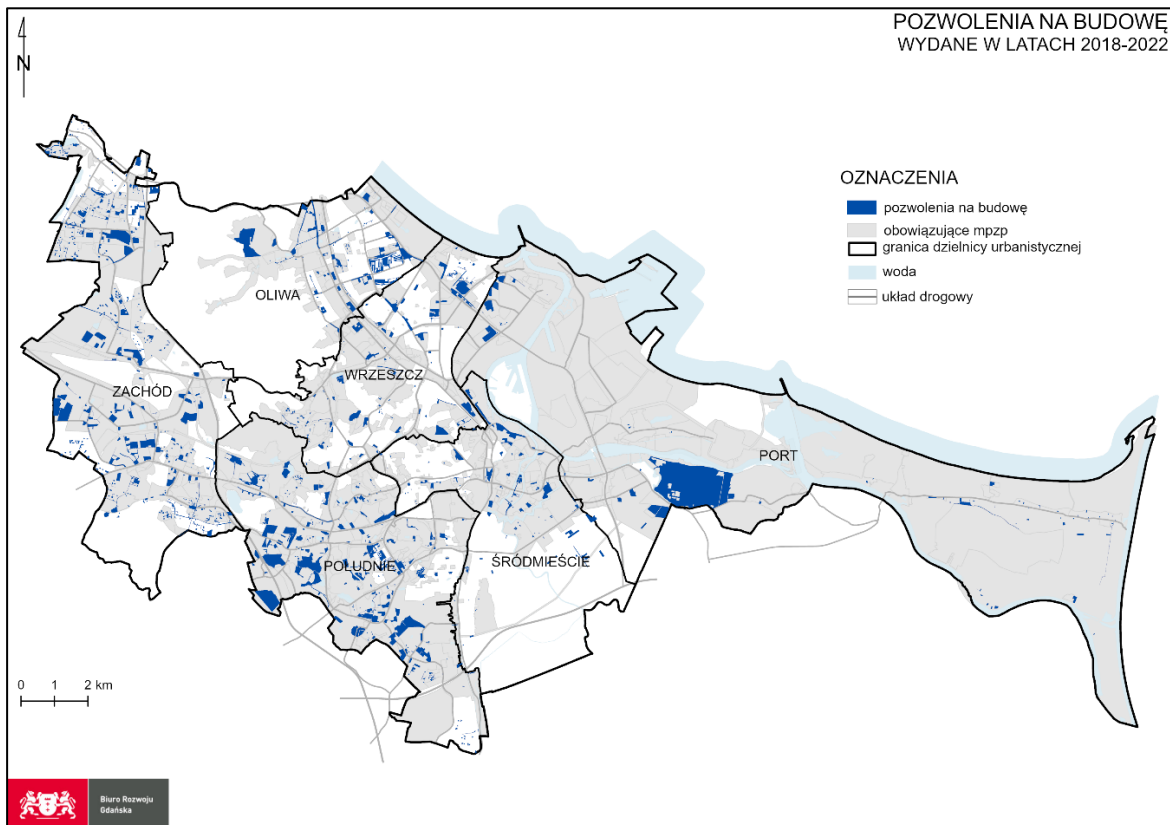 POZWOLENIA NA BUDOWĘ
WYDANE W LATACH 2018-2022
N
OZNACZENIA
pozwolenia na budowę
obowiązujące mpzp
granica dzielnicy urbanistycznej
woda
układ drogowy
OLIWA
WRZESZCZ
ZACHÓD
PORT
ŚRÓDMIEŚCIE
POŁUDNIE
0 1 2 km
Biuro Rozwoju
Gdańska